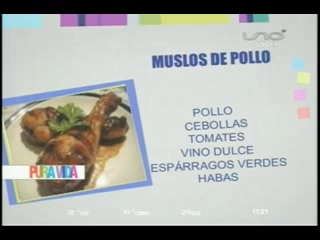 UNO
MUSLOS DE POLLO
POLLO
CEBOLLAS
TOMATES
VINO DULCE
ESPÁRRAGOS VERDES
HABAS
PURA VIDA
11:21